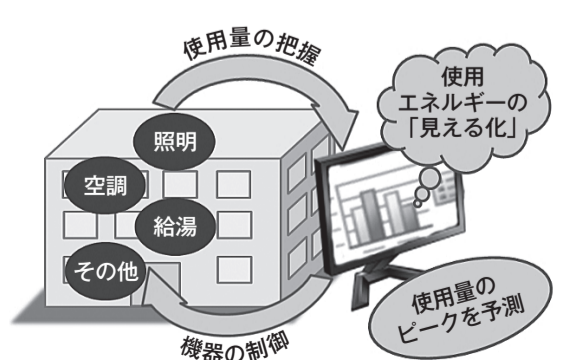 使用量の把握
使用
エネルギーの
「見える化」
照明
空調
給湯
その他
使用量の
ピークを予測
機器の制御